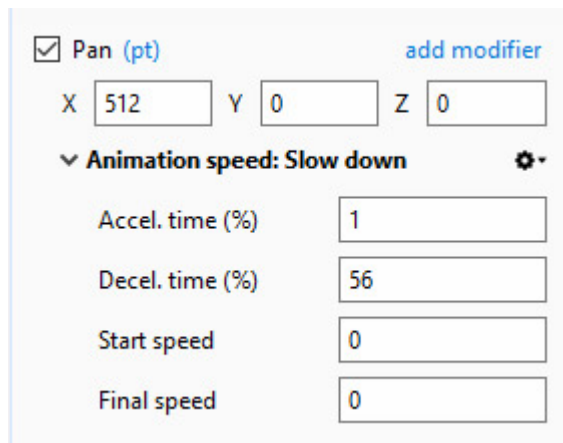 Pan (pt) add modifier
X 512 Y 0 Z 0
Animation speed: Slow down
Accel. time (%) 1
Decel. time (%) 56
Start speed 0
Final speed 0